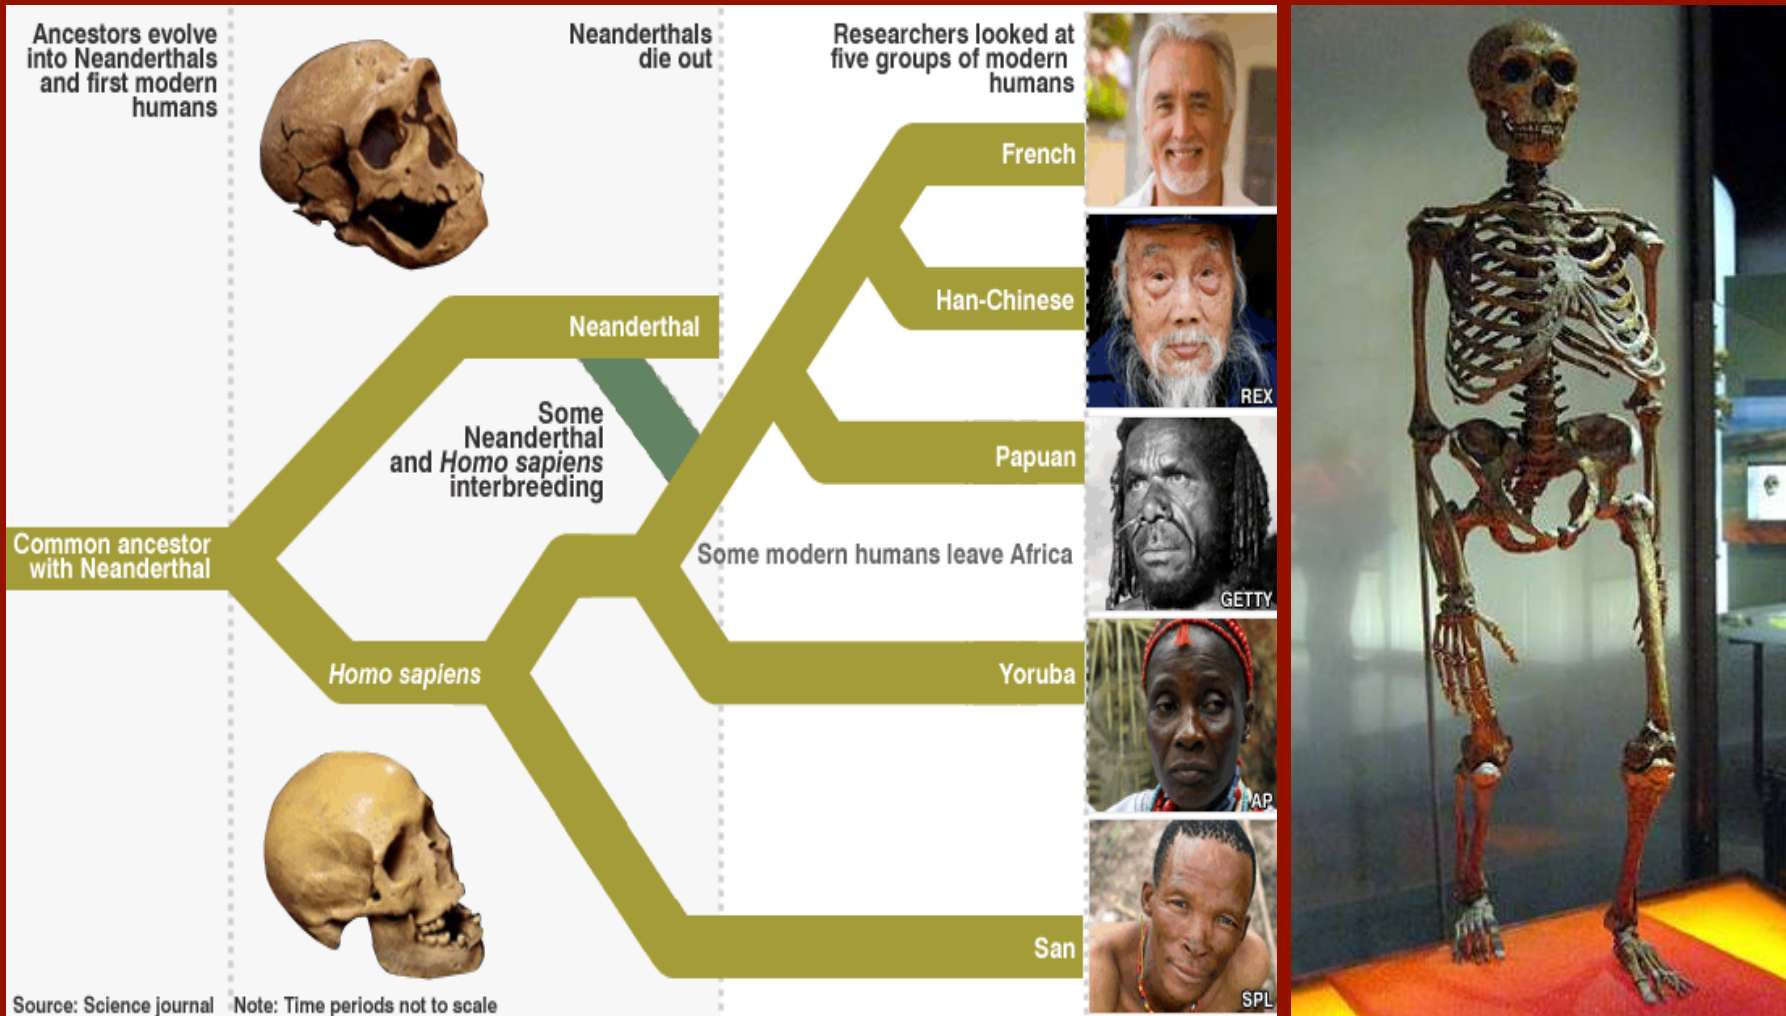 Ancestors evolve
into Neanderthals
and first modern
humans
Neanderthals
die out
Researchers looked at
five groups of modern
humans
French
Han-Chinese
REX
Neanderthal
Some
Neanderthal
and Homo sapiens
interbreeding
Papuan
GETTY
Common ancestor
with Neanderthal
Some modern humans leave Africa
Homo sapiens
Yoruba
AP
San
SPL
Source: Science journal
Note: Time periods not to scale